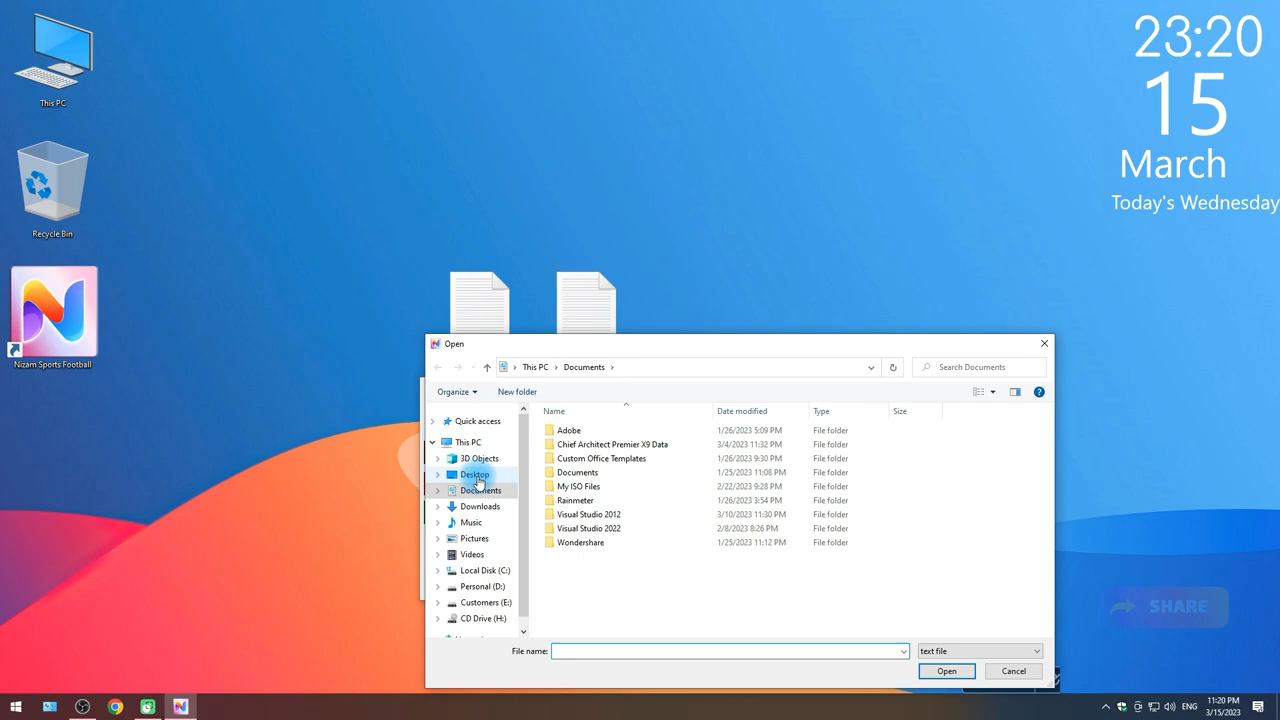 23:20
15
March
Today's Wednesday
This PC
Recycle Bin
Nizam Sports Football
Open
This PC
Documents
Search Documents
Organize
New folder
Name
Date modified
Type
Size
Quick access
This PC
3D Objects
Desktop
Documents
Downloads
Music
Pictures
Videos
Local Disk (C:)
Personal (D:)
Customers (E:)
CD Drive (H:)
Adobe 1/26/2023 5:09 PM File folder
Chief Architect Premier X9 Data 3/4/2023 11:32 PM File folder
Custom Office Templates 1/26/2023 9:30 PM File folder
Documents 1/25/2023 11:08 PM File folder
My ISO Files 2/22/2023 9:28 PM File folder
Rainmeter 1/26/2023 3:54 PM File folder
Visual Studio 2012 3/10/2023 11:30 PM File folder
Visual Studio 2022 2/8/2023 8:26 PM File folder
Wondershare 1/25/2023 11:12 PM File folder
File name:
text file
Open
Cancel
SHARE
ENG
11:20 PM
3/15/2023